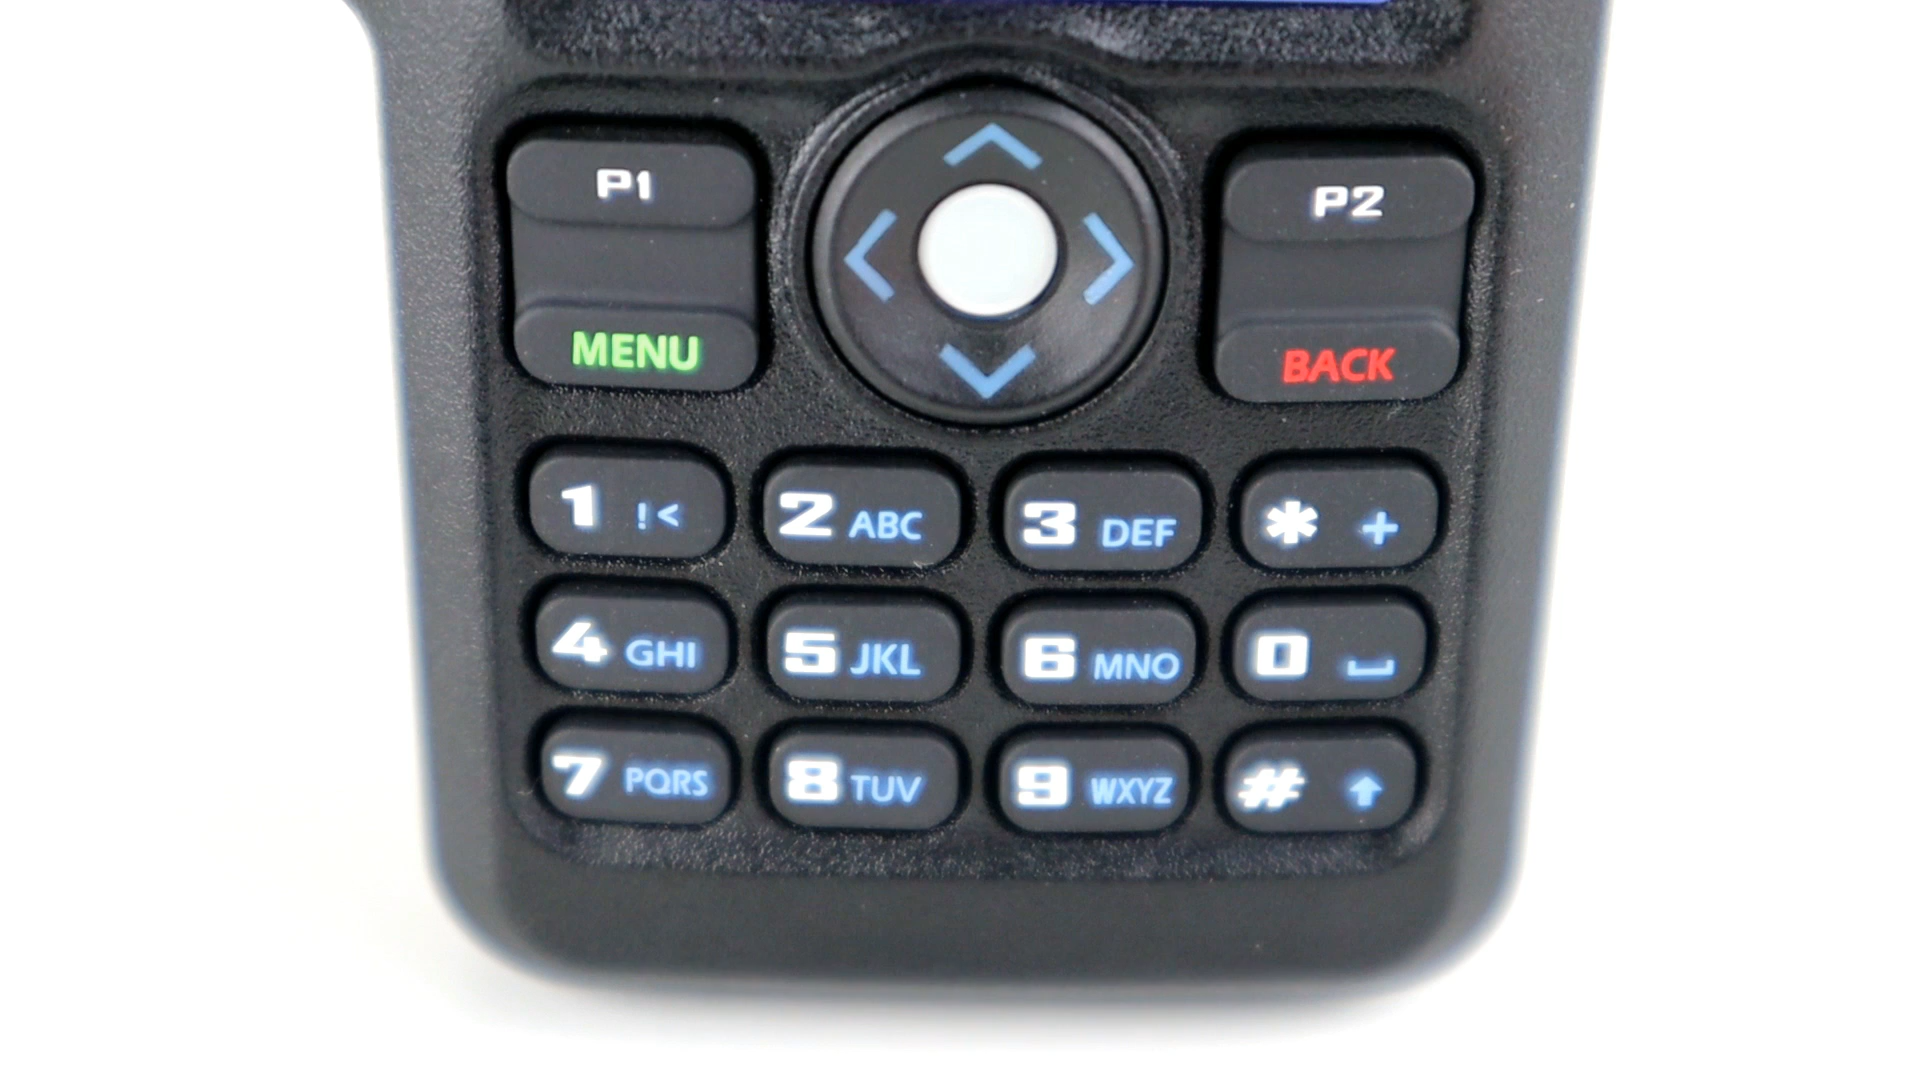 P1 P2
MENU BACK
1 !< 2 ABC 3 DEF * +
4 GHI 5 JKL 6 MNO 0 ⎵
7 PQRS 8 TUV 9 WXYZ # ⬆